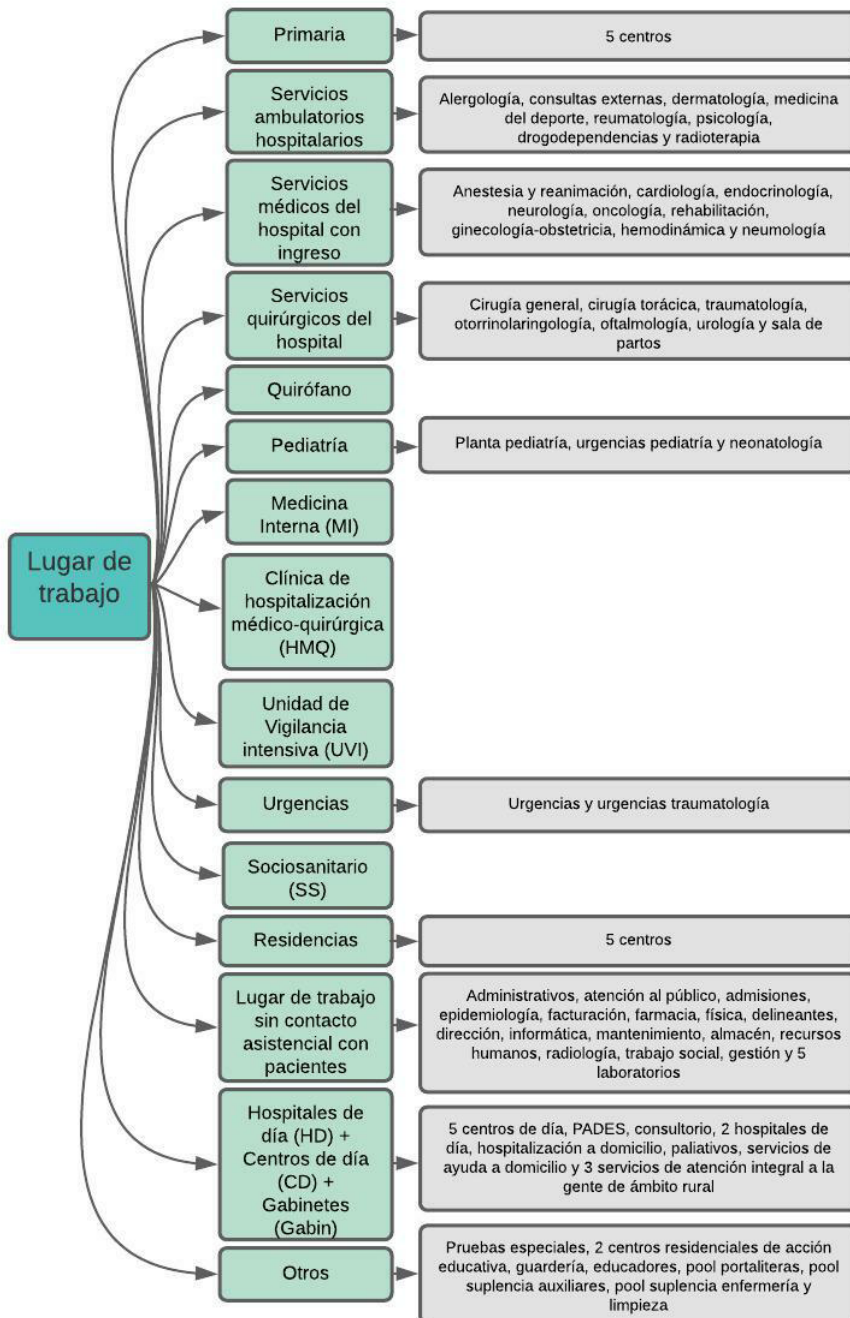 Lugar de
trabajo
Primaria
5 centros
Servicios
ambulatorios
hospitalarios
Alergología, consultas externas, dermatología, medicina
del deporte, reumatología, psicología,
drogodependencias y radioterapia
Servicios
médicos del
hospital con
ingreso
Anestesia y reanimación, cardiología, endocrinología,
neurología, oncología, rehabilitación,
ginecología-obstetricia, hemodinámica y neumología
Servicios
quirúrgicos del
hospital
Cirugía general, cirugía torácica, traumatología,
otorrinolaringología, oftalmología, urología y sala de
partos
Quirófano
Pediatría
Planta pediatría, urgencias pediatría y neonatología
Medicina
Interna (MI)
Clínica de
hospitalización
médico-quirúrgica
(HMQ)
Unidad de
Vigilancia
intensiva (UVI)
Urgencias
Urgencias y urgencias traumatología
Sociosanitario
(SS)
Residencias
5 centros
Lugar de trabajo
sin contacto
asistencial con
pacientes
Administrativos, atención al público, admisiones,
epidemiología, facturación, farmacia, física, delineantes,
dirección, informática, mantenimiento, almacén, recursos
humanos, radiología, trabajo social, gestión y 5
laboratorios
Hospitales de
día (HD) +
Centros de día
(CD) +
Gabinetes
(Gabin)
5 centros de día, PADES, consultorio, 2 hospitales de
día, hospitalización a domicilio, paliativos, servicios de
ayuda a domicilio y 3 servicios de atención integral a la
gente de ámbito rural
Otros
Pruebas especiales, 2 centros residenciales de acción
educativa, guardería, educadores, pool portaliteras, pool
suplencia auxiliares, pool suplencia enfermería y
limpieza